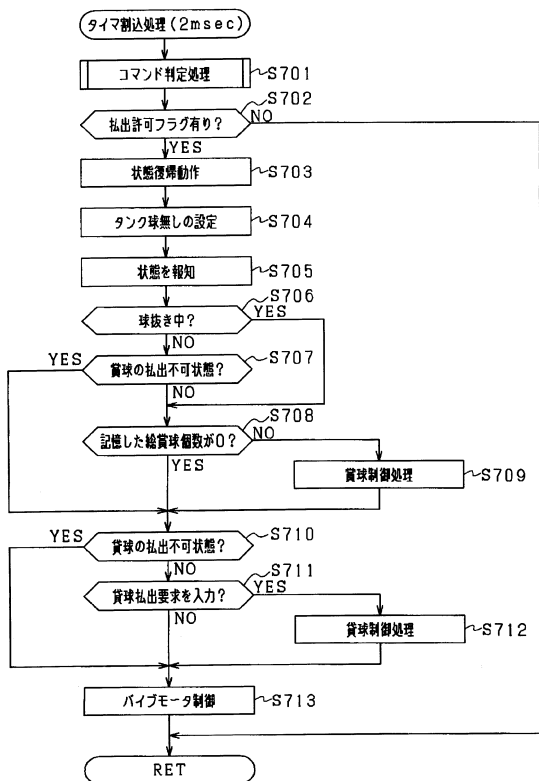 タイマ割込処理(2msec)
コマンド判定処理
S701
S702
払出許可フラグ有り?
NO
YES
状態復帰動作
S703
タンク球無しの設定
S704
状態を報知
S705
S706
球抜き中?
YES
NO
S707
YES
賞球の払出不可状態?
NO
S708
記憶した総賞球個数が0?
NO
YES
賞球制御処理
S709
S710
YES
貸球の払出不可状態?
NO
S711
貸球払出要求を入力?
YES
NO
貸球制御処理
S712
バイブモータ制御
S713
RET